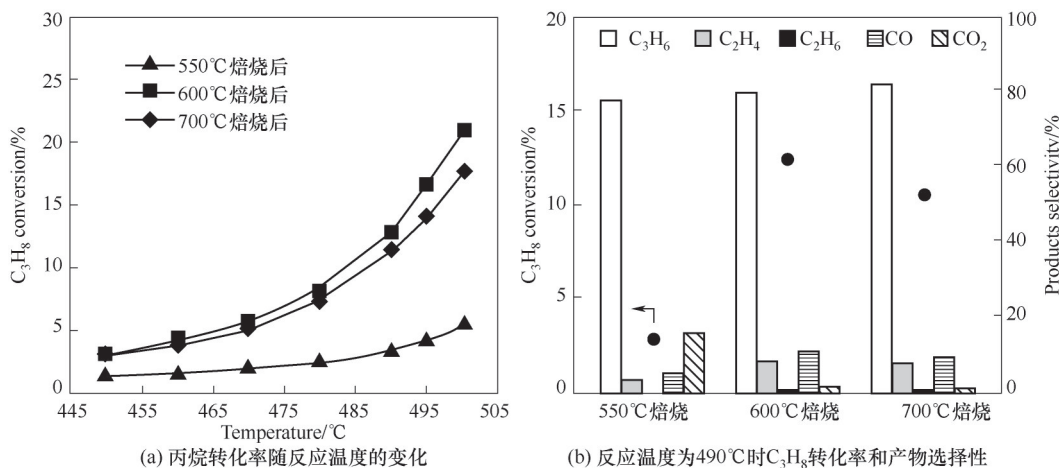 30
25
20
15
10
5
0
C₃H₈ conversion/%
550℃焙烧后
600℃焙烧后
700℃焙烧后
445 455 465 475 485 495 505
Temperature/℃
(a) 丙烷转化率随反应温度的变化
20
15
10
5
0
C₃H₈ conversion/%
C₃H₆ C₂H₄ C₂H₆ CO CO₂
100
80
60
40
20
0
Products selectivity/%
550℃焙烧 600℃焙烧 700℃焙烧
(b) 反应温度为490℃时C₃H₈转化率和产物选择性